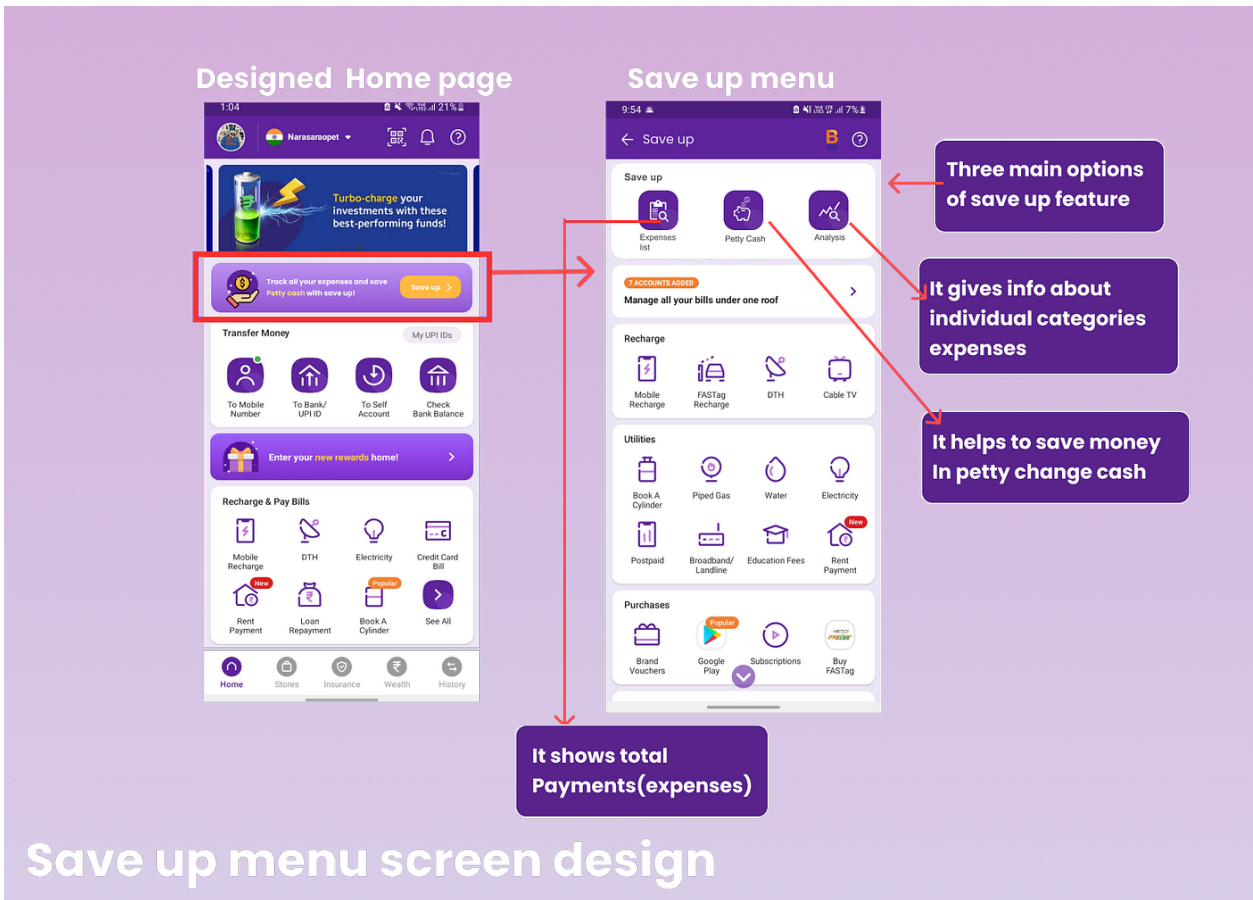 Designed Home page
Save up menu
1:04
21%
Narasaraopet
Turbo-charge your
investments with these
best-performing funds!
Track all your expenses and save
Petty cash with save up!
Save up
Transfer Money
My UPI IDs
To Mobile
Number
To Bank/
UPI ID
To Self
Account
Check
Bank Balance
Enter your new rewards home!
Recharge & Pay Bills
Mobile
Recharge
DTH
Electricity
Credit Card
Bill
New
Rent
Payment
Loan
Repayment
Popular
Book A
Cylinder
See All
Home
Stores
Insurance
Wealth
History
9:54
7%
Save up
B
Save up
Expenses
list
Petty Cash
Analysis
7 ACCOUNTS ADDED
Manage all your bills under one roof
Recharge
Mobile
Recharge
FASTag
Recharge
DTH
Cable TV
Utilities
Book A
Cylinder
Piped Gas
Water
Electricity
Postpaid
Broadband/
Landline
Education Fees
New
Rent
Payment
Purchases
Brand
Vouchers
Popular
Google
Play
Subscriptions
Buy
FASTag
Three main options
of save up feature
It gives info about
individual categories
expenses
It helps to save money
In petty change cash
It shows total
Payments(expenses)
Save up menu screen design